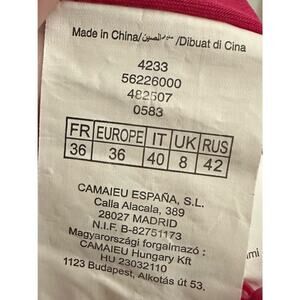 Made in China/صنع في الصين/Dibuat di Cina
4233
56226000
482507
0583
FR EUROPE IT UK RUS
36 36 40 8 42
CAMAIEU ESPAÑA, S.L.
Calla Alacala, 389
28027 MADRID
N.I.F. B-82751173
Magyarországi forgalmazó :
CAMAIEU Hungary Kft
HU 23032110
1123 Budapest, Alkotás út 53.